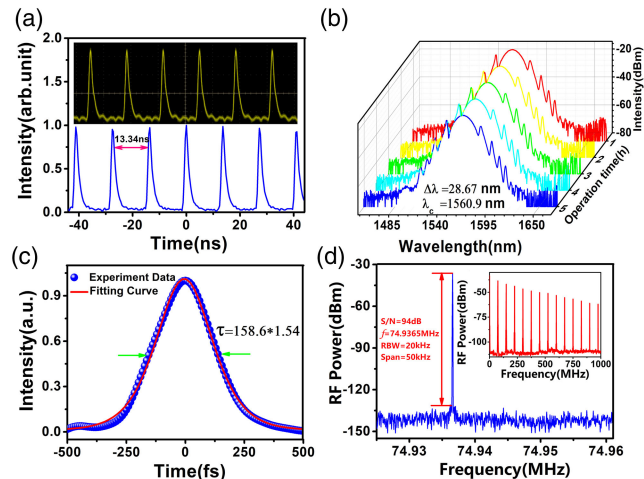 (a)
Intensity(arb.unit)
2.0
1.5
1.0
0.5
0.0
13.34ns
-40
-20
0
20
40
Time(ns)
(b)
-20
-40
-60
-80
Intensity(dBm)
1
2
3
4
5
Operation time(h)
Δλ =28.67 nm
λc =1560.9 nm
1485
1540
1595
1650
Wavelength(nm)
(c)
Intensity(a.u.)
0.9
0.6
0.3
0.0
Experiment Data
Fitting Curve
τ=158.6*1.54
-500
-250
0
250
500
Time(fs)
(d)
RF Power(dBm)
-30
-60
-90
-120
-150
S/N=94dB
f=74.9365MHz
RBW=20kHz
Span=50kHz
RF Power(dBm)
-50
-100
0
250
500
750
1000
Frequency(MHz)
74.93
74.94
74.95
74.96
Frequency(MHz)